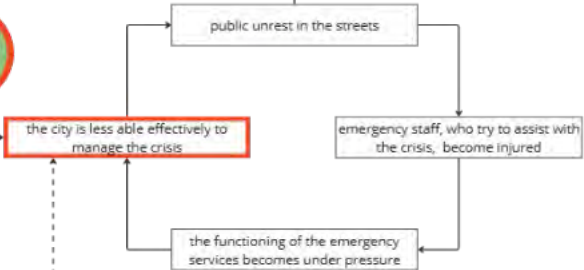 public unrest in the streets
the city is less able effectively to
manage the crisis
emergency staff, who try to assist with
the crisis, become injured
the functioning of the emergency
services becomes under pressure